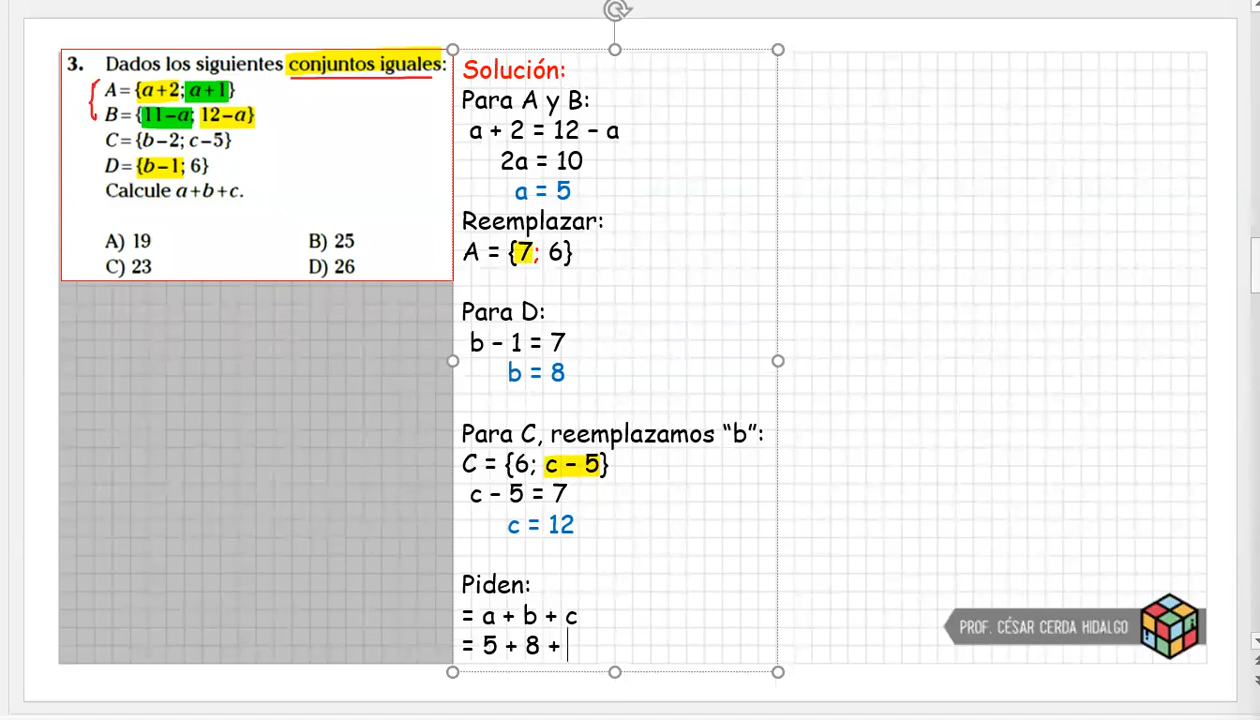 3. Dados los siguientes conjuntos iguales:
A={a+2; a+1}
B={11–a; 12–a}
C={b–2; c–5}
D={b–1; 6}
Calcule a+b+c.
A) 19 B) 25
C) 23 D) 26
Solución:
Para A y B:
a + 2 = 12 – a
2a = 10
a = 5
Reemplazar:
A = {7; 6}
Para D:
b – 1 = 7
b = 8
Para C, reemplazamos “b”:
C = {6; c – 5}
c – 5 = 7
c = 12
Piden:
= a + b + c
= 5 + 8 +
PROF. CÉSAR CERDA HIDALGO